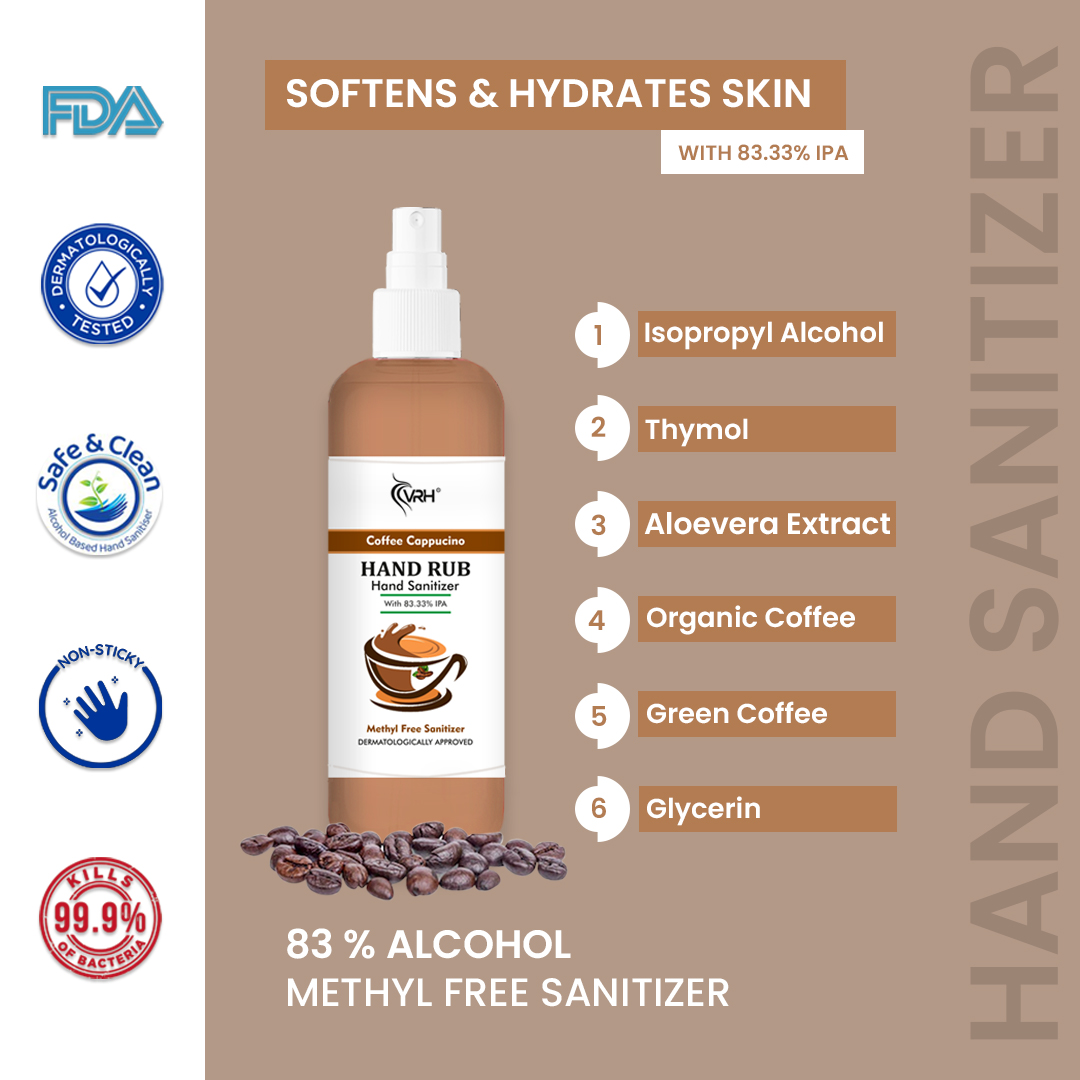 FDA
DERMATOLOGICALLY
TESTED
Safe & Clean
Alcohol Based Hand Sanitiser
NON-STICKY
KILLS
99.9%
OF BACTERIA
SOFTENS & HYDRATES SKIN
WITH 83.33% IPA
VRH©
Coffee Cappucino
HAND RUB
Hand Sanitizer
With 83.33% IPA
Methyl Free Sanitizer
DERMATOLOGICALLY APPROVED
1 Isopropyl Alcohol
2 Thymol
3 Aloevera Extract
4 Organic Coffee
5 Green Coffee
6 Glycerin
83 % ALCOHOL
METHYL FREE SANITIZER
HAND SANITIZER